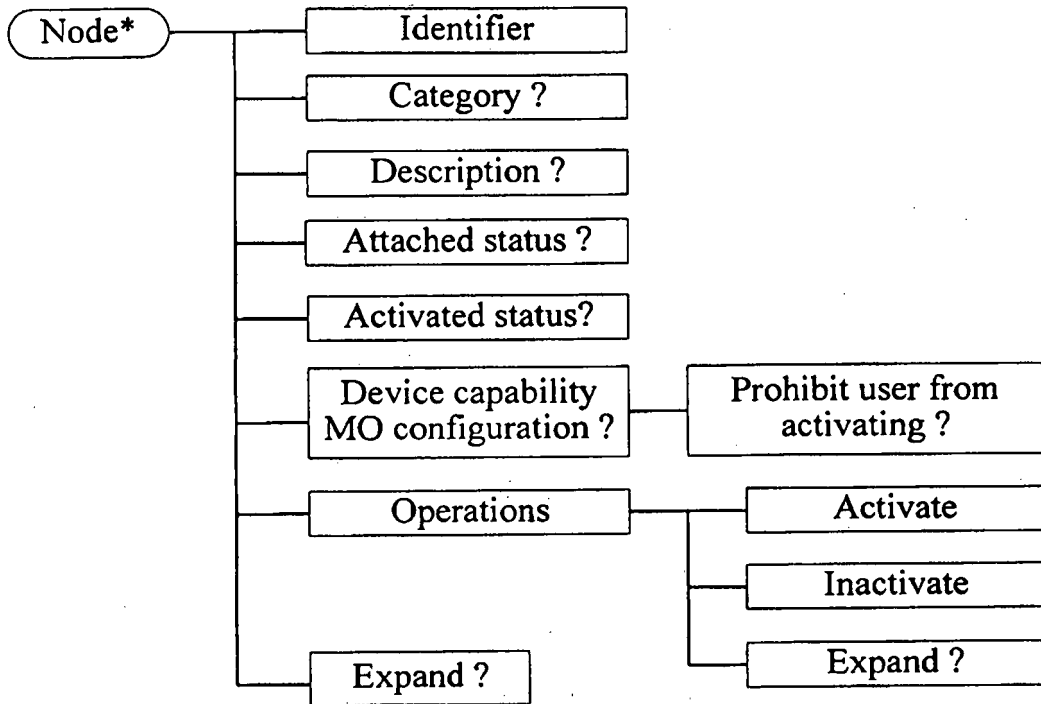 Node*
Identifier
Category ?
Description ?
Attached status ?
Activated status?
Device capability
MO configuration ?
Prohibit user from
activating ?
Operations
Activate
Inactivate
Expand ?
Expand ?